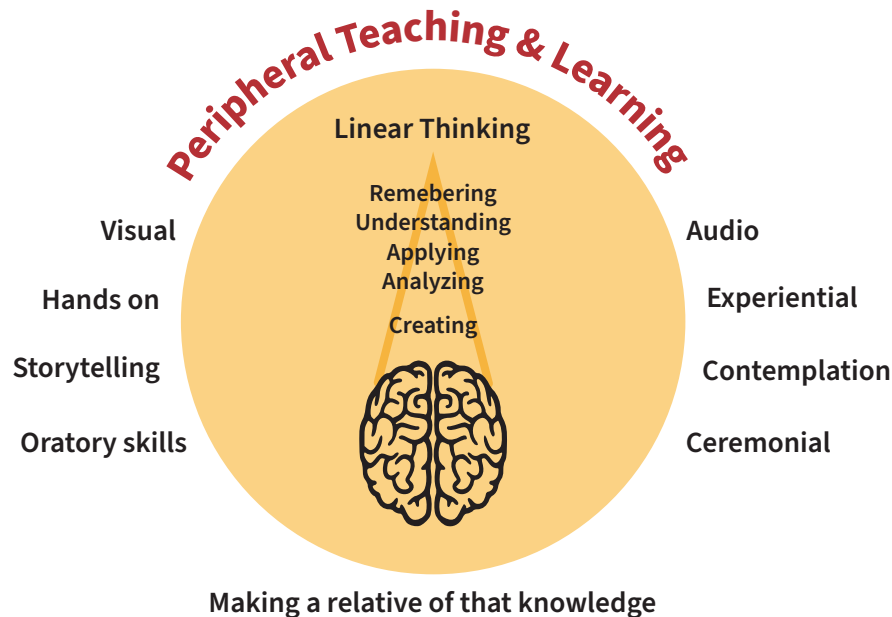 Peripheral Teaching & Learning
Linear Thinking
Remebering
Understanding
Applying
Analyzing
Creating
Visual
Hands on
Storytelling
Oratory skills
Audio
Experiential
Contemplation
Ceremonial
Making a relative of that knowledge